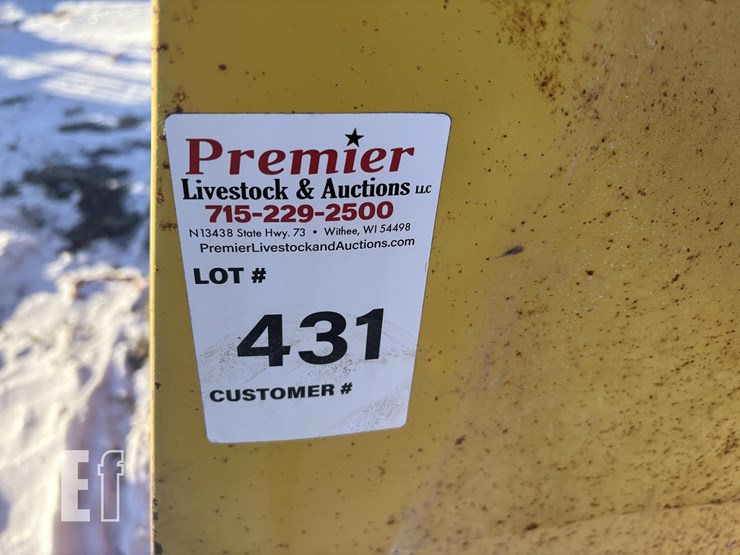 Premier
Livestock & Auctions LLC
715-229-2500
N13438 State Hwy. 73 • Withee, WI 54498
PremierLivestockandAuctions.com
LOT #
431
CUSTOMER #
Ef